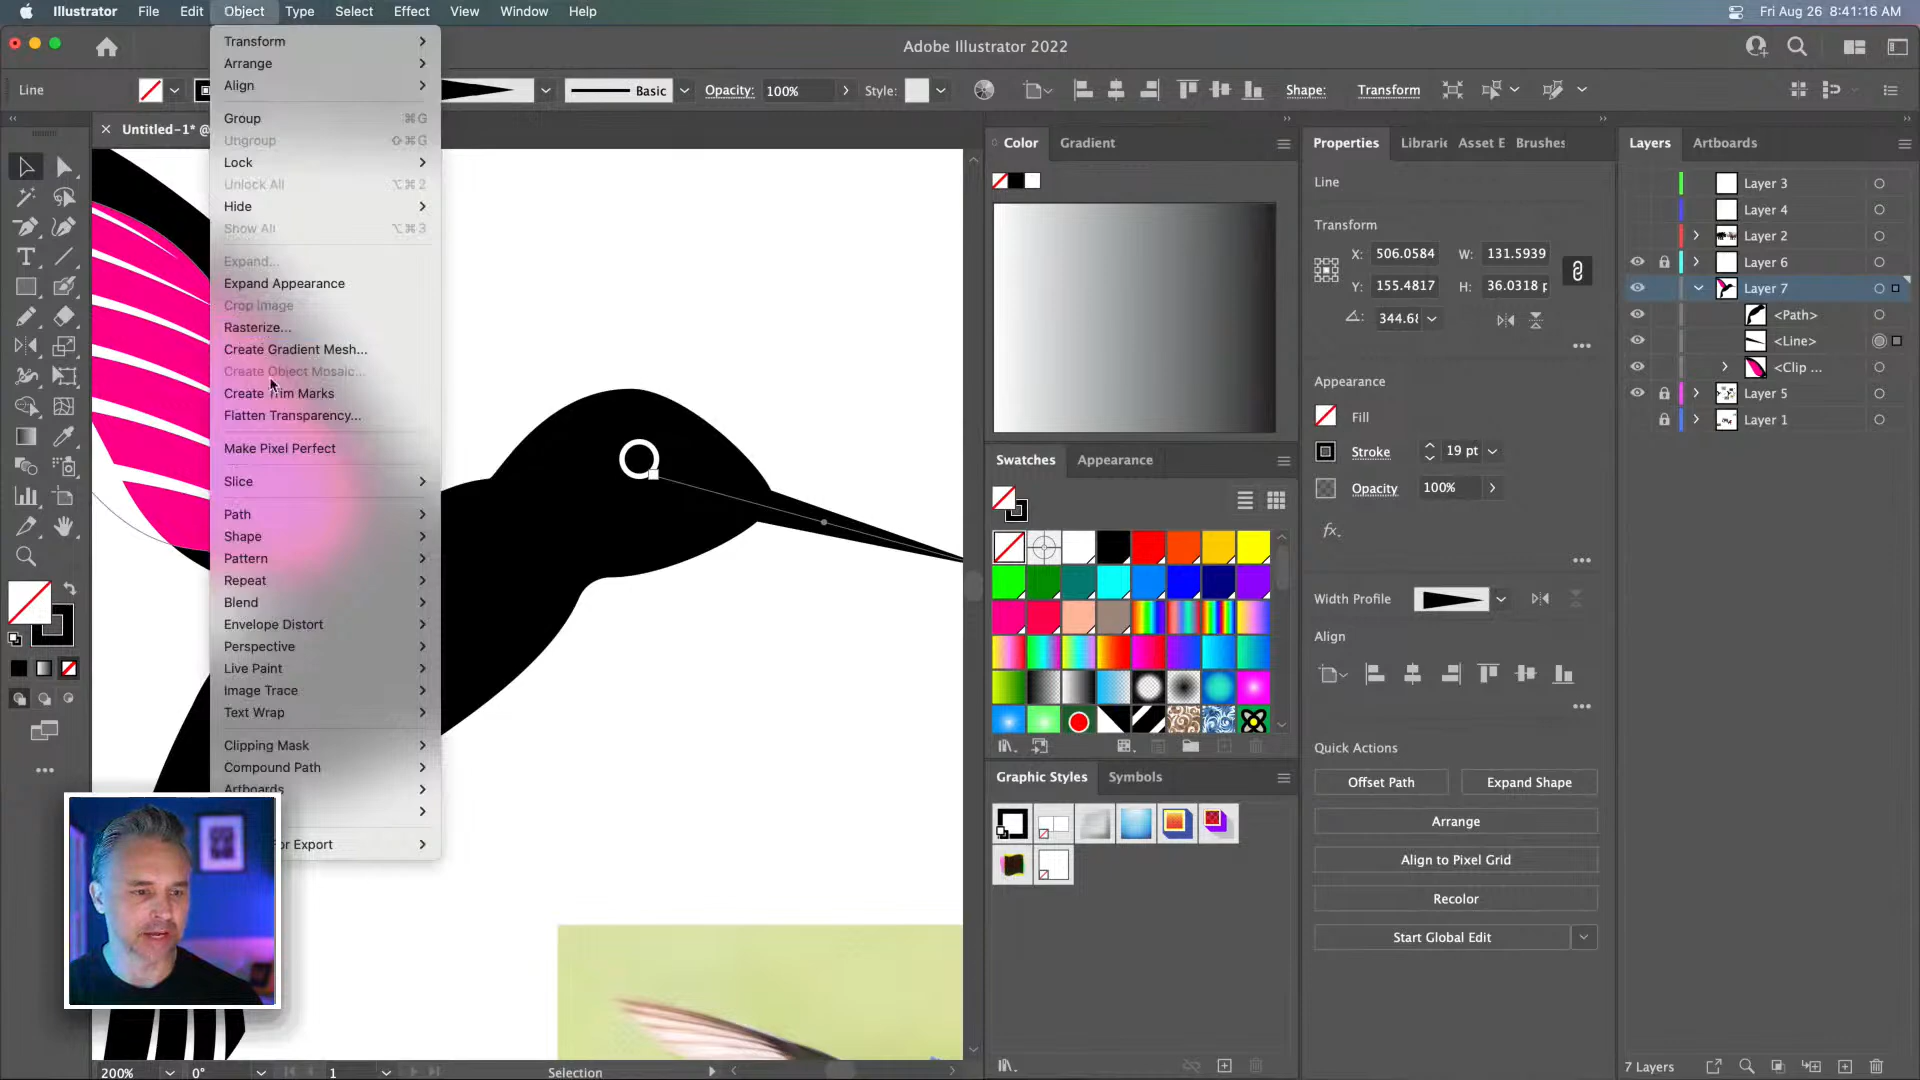 Illustrator File Edit Object Type Select Effect View Window Help Fri Aug 26 8:41:16 AM
Adobe Illustrator 2022
Line Basic Opacity: 100% Style: Shape: Transform
Untitled-1* @
Transform
Arrange
Align
Group ⌘G
Ungroup ⇧⌘G
Lock
Unlock All ⌥⌘2
Hide
Show All ⌥⌘3
Expand...
Expand Appearance
Crop Image
Rasterize...
Create Gradient Mesh...
Create Object Mosaic...
Create Trim Marks
Flatten Transparency...
Make Pixel Perfect
Slice
Path
Shape
Pattern
Repeat
Blend
Envelope Distort
Perspective
Live Paint
Image Trace
Text Wrap
Clipping Mask
Compound Path
Artboards
or Export
Color Gradient
Swatches Appearance
Graphic Styles Symbols
Properties Librarie Asset E Brushes
Line
Transform
X: 506.0584 W: 131.5939
Y: 155.4817 H: 36.0318 p
344.68
Appearance
Fill
Stroke 19 pt
Opacity 100%
fx.
Width Profile
Align
Quick Actions
Offset Path Expand Shape
Arrange
Align to Pixel Grid
Recolor
Start Global Edit
Layers Artboards
Layer 3
Layer 4
Layer 2
Layer 6
Layer 7
<Path>
<Line>
<Clip ...
Layer 5
Layer 1
200% 0° 1 Selection
7 Layers